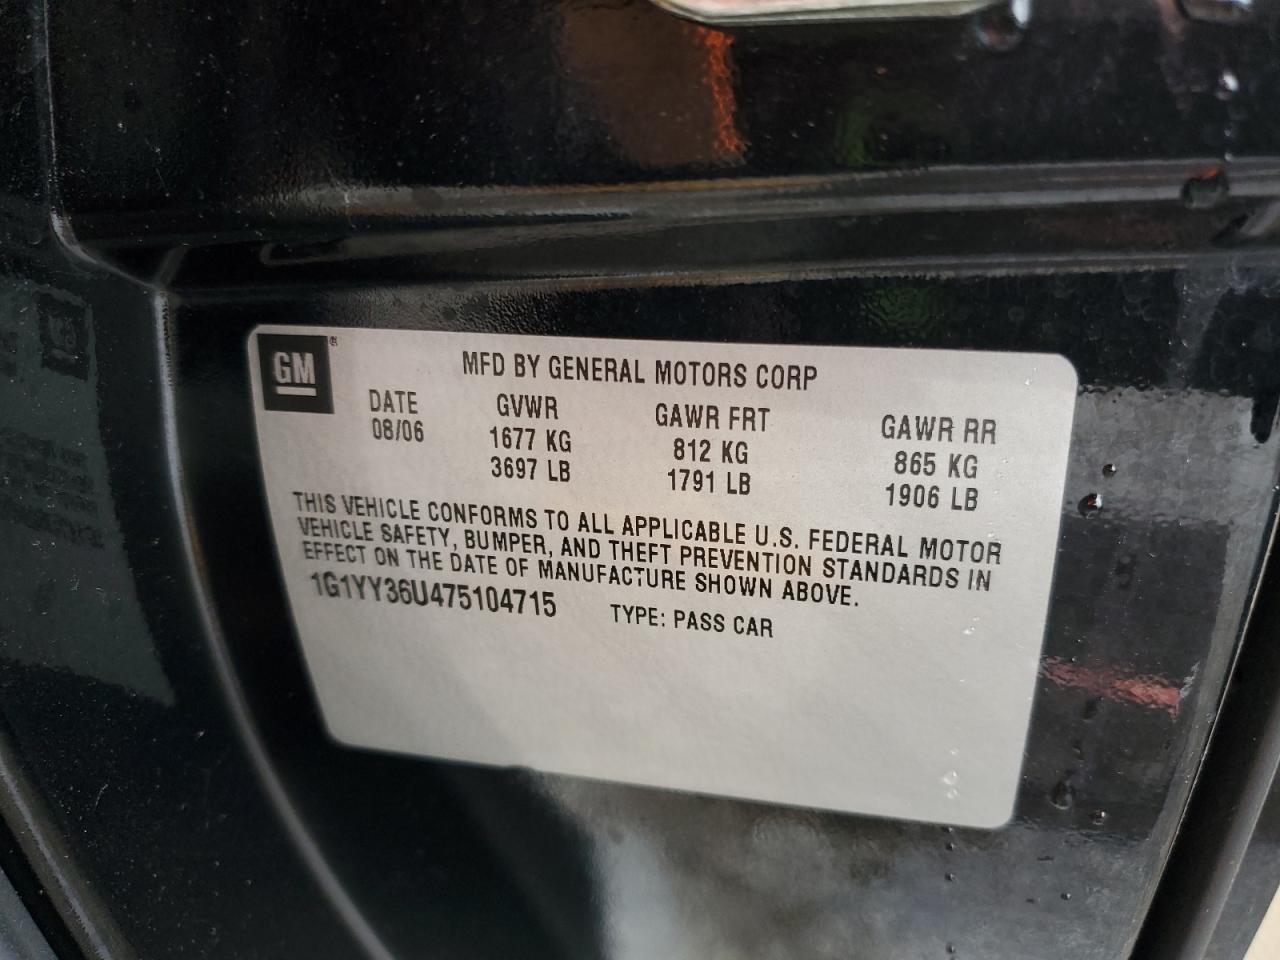 GM®
MFD BY GENERAL MOTORS CORP
DATE GVWR GAWR FRT GAWR RR
08/06 1677 KG 812 KG 865 KG
3697 LB 1791 LB 1906 LB
THIS VEHICLE CONFORMS TO ALL APPLICABLE U.S. FEDERAL MOTOR
VEHICLE SAFETY, BUMPER, AND THEFT PREVENTION STANDARDS IN
EFFECT ON THE DATE OF MANUFACTURE SHOWN ABOVE.
1G1YY36U475104715 TYPE: PASS CAR